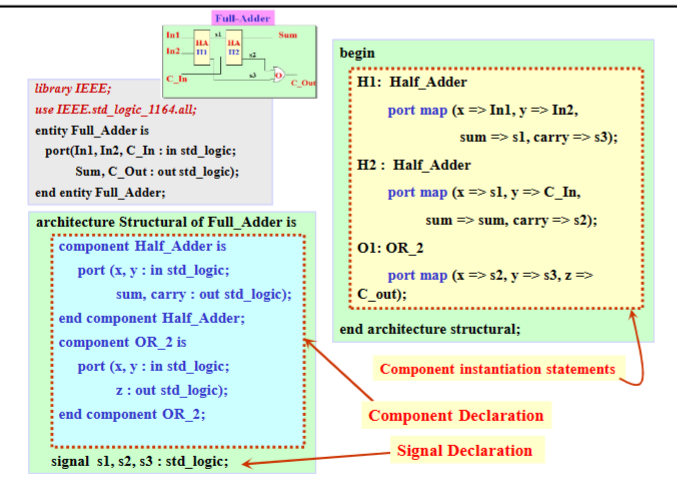 Full-Adder
In1
s1
Sum
In2
HA
H1
HA
H2
s2
C_In
s3
O1
C_Out
library IEEE;
use IEEE.std_logic_1164.all;
entity Full_Adder is
port(In1, In2, C_In : in std_logic;
Sum, C_Out : out std_logic);
end entity Full_Adder;
architecture Structural of Full_Adder is
component Half_Adder is
port (x, y : in std_logic;
sum, carry : out std_logic);
end component Half_Adder;
component OR_2 is
port (x, y : in std_logic;
z : out std_logic);
end component OR_2;
signal s1, s2, s3 : std_logic;
begin
H1: Half_Adder
port map (x => In1, y => In2,
sum => s1, carry => s3);
H2 : Half_Adder
port map (x => s1, y => C_In,
sum => sum, carry => s2);
O1: OR_2
port map (x => s2, y => s3, z =>
C_out);
end architecture structural;
Component instantiation statements
Component Declaration
Signal Declaration